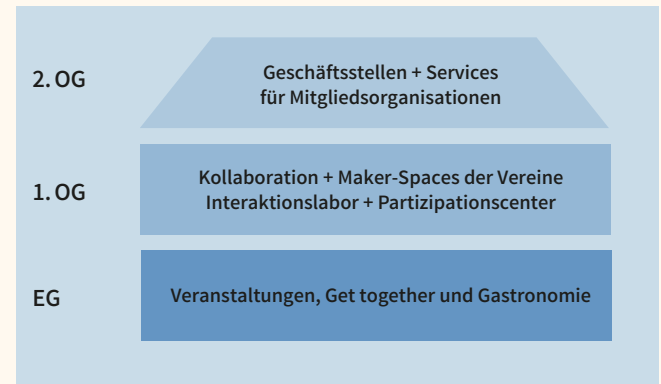 2. OG
Geschäftsstellen + Services
für Mitgliedsorganisationen
1. OG
Kollaboration + Maker-Spaces der Vereine
Interaktionslabor + Partizipationscenter
EG
Veranstaltungen, Get together und Gastronomie